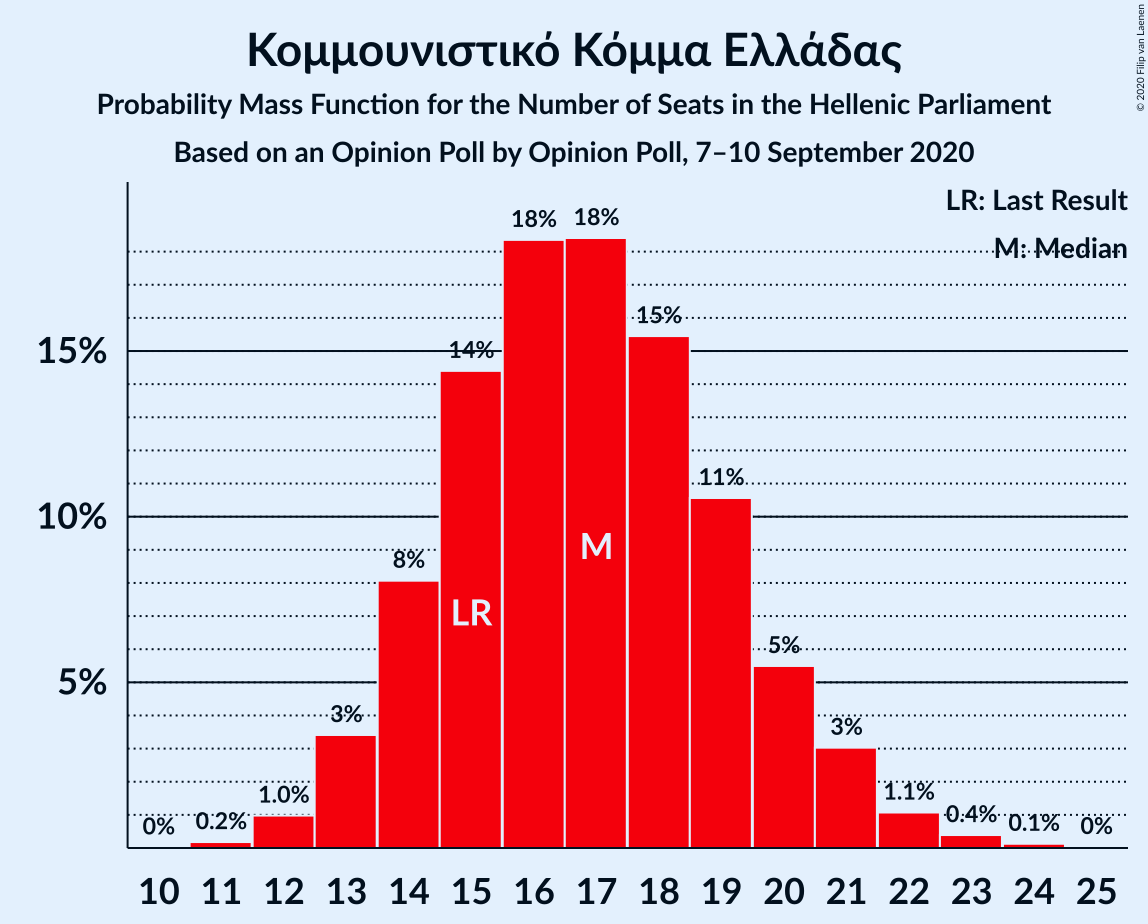 Κομμουνιστικό Κόμμα Ελλάδας
Probability Mass Function for the Number of Seats in the Hellenic Parliament
Based on an Opinion Poll by Opinion Poll, 7–10 September 2020
© 2020 Filip van Laenen
LR: Last Result
M: Median
18% 18%
15%
15%
14%
11%
10%
8%
M
LR
5%
5%
3%
3%
1.0%
1.1%
0%
0.2%
0.4%
0.1%
0%
10 11 12 13 14 15 16 17 18 19 20 21 22 23 24 25